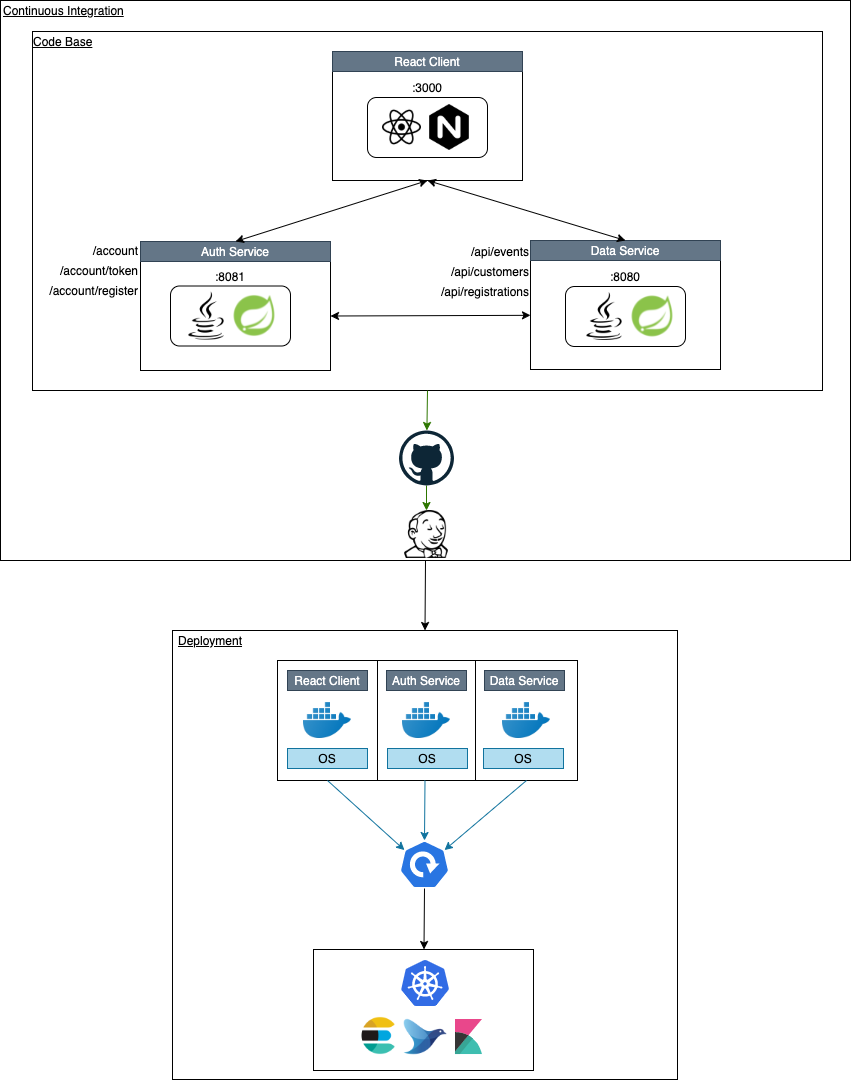 Continuous Integration
Code Base
React Client
:3000
/account
/account/token
/account/register
Auth Service
:8081
/api/events
/api/customers
/api/registrations
Data Service
:8080
Deployment
React Client
Auth Service
Data Service
OS
OS
OS